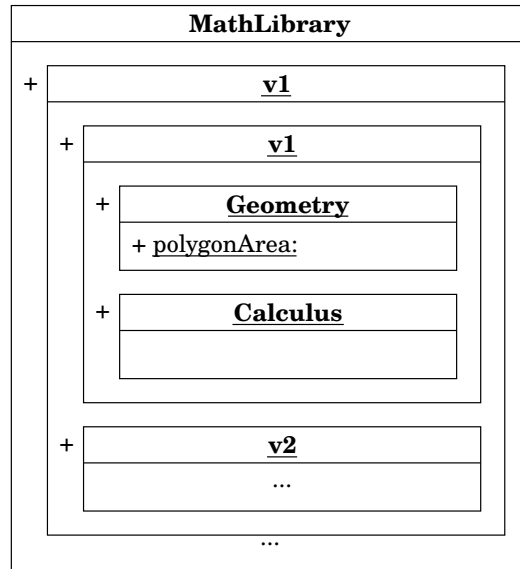 MathLibrary
+ v1
+ v1
+ Geometry
+ polygonArea:
+ Calculus
+ v2
...
...